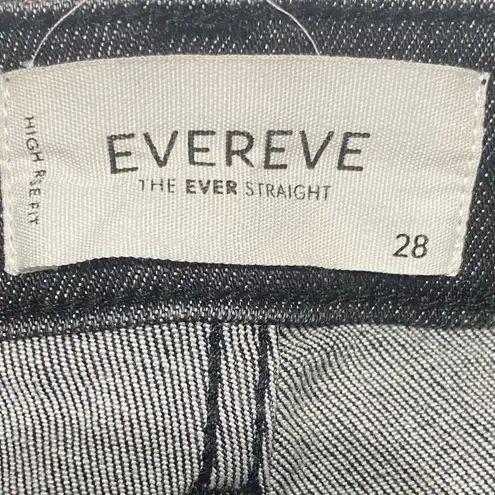 HIGH RISE FIT
EVEREVE
THE EVER STRAIGHT
28